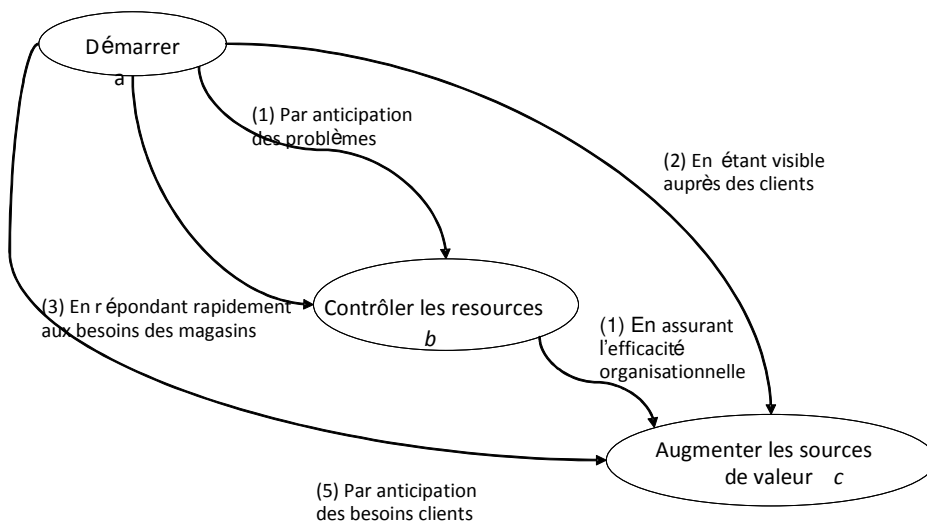 Démarrer
a
(1) Par anticipation
des problèmes
(2) En étant visible
auprès des clients
(3) En répondant rapidement
aux besoins des magasins
Contrôler les resources
b
(1) En assurant
l'efficacité
organisationnelle
Augmenter les sources
de valeur c
(5) Par anticipation
des besoins clients